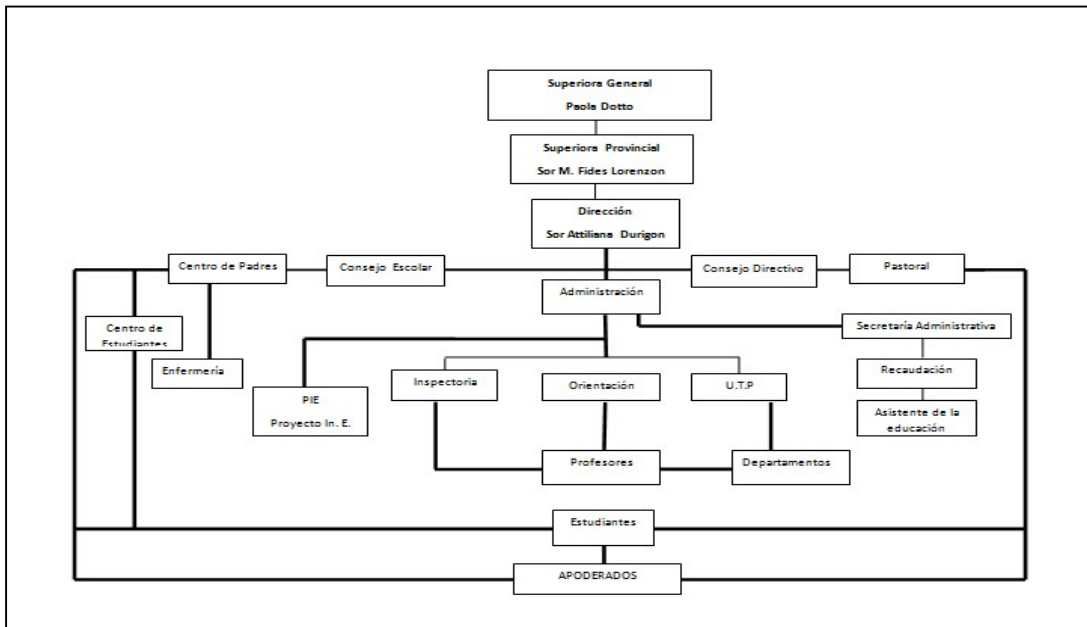 Superiora General
Paola Dotto
Superiora Provincial
Sor M. Fides Lorenzon
Dirección
Sor Attiliana Durigon
Centro de Padres
Consejo Escolar
Consejo Directivo
Pastoral
Administración
Centro de
Estudiantes
Secretaría Administrativa
Enfermería
Inspectoria
Orientación
U.T.P
Recaudación
PIE
Proyecto In. E.
Asistente de la
educación
Profesores
Departamentos
Estudiantes
APODERADOS